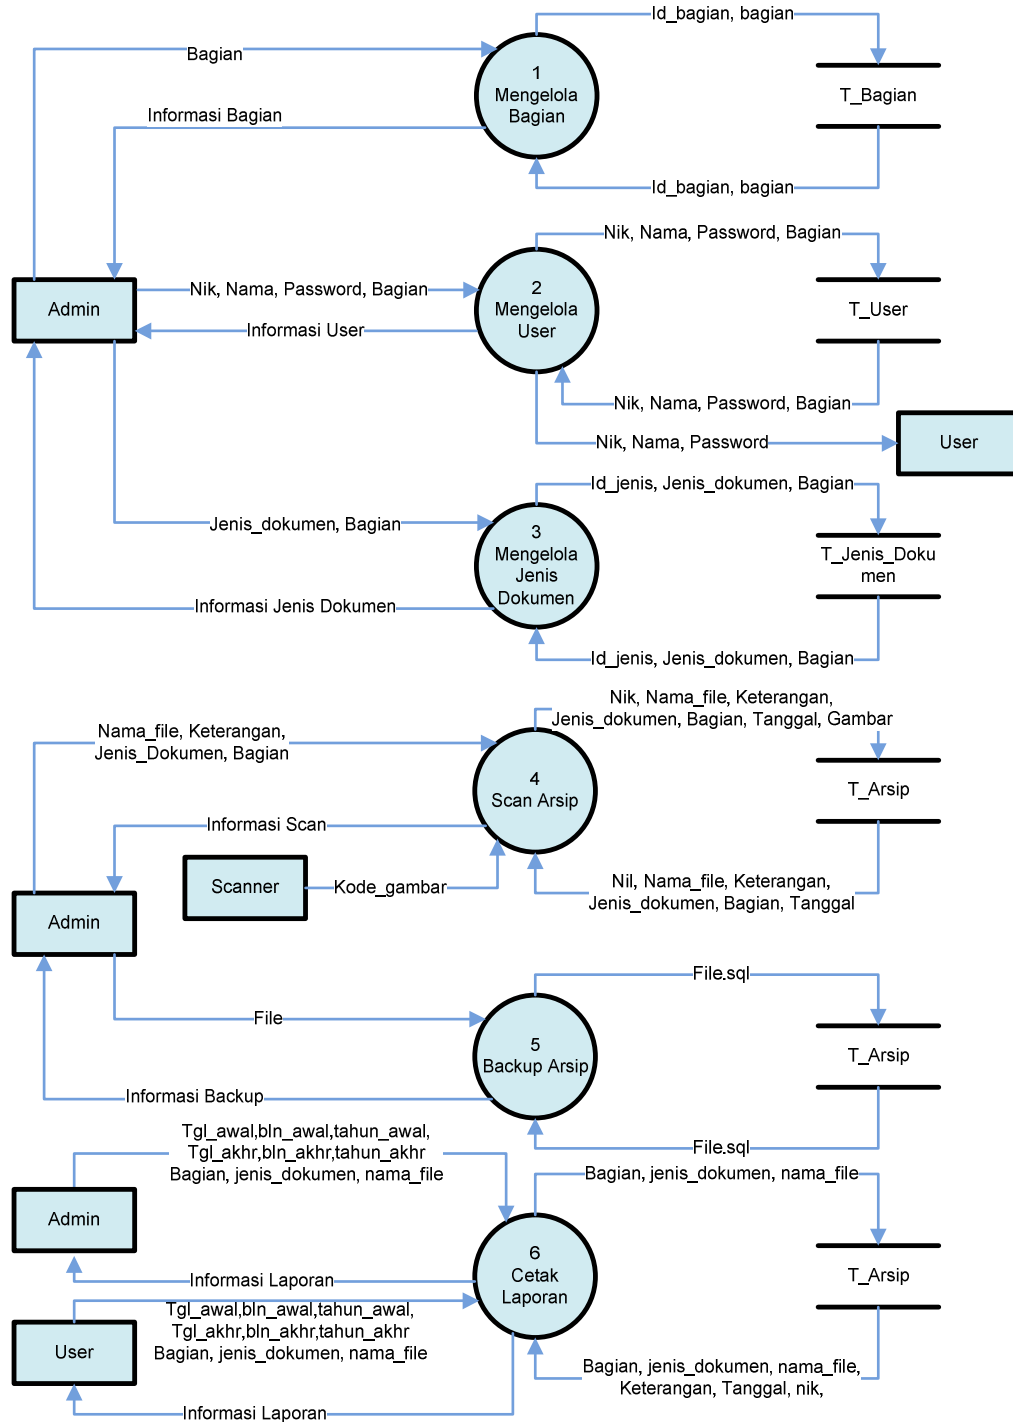 Id_bagian, bagian
Bagian
1
Mengelola
Bagian
T_Bagian
Informasi Bagian
Id_bagian, bagian
Nik, Nama, Password, Bagian
Admin
Nik, Nama, Password, Bagian
2
Mengelola
User
T_User
Informasi User
Nik, Nama, Password, Bagian
Nik, Nama, Password
User
Id_jenis, Jenis_dokumen, Bagian
Jenis_dokumen, Bagian
3
Mengelola
Jenis
Dokumen
T_Jenis_Doku
men
Informasi Jenis Dokumen
Id_jenis, Jenis_dokumen, Bagian
Nik, Nama_file, Keterangan,
Jenis_dokumen, Bagian, Tanggal, Gambar
Nama_file, Keterangan,
Jenis_Dokumen, Bagian
4
Scan Arsip
T_Arsip
Informasi Scan
Scanner
Kode_gambar
Nil, Nama_file, Keterangan,
Jenis_dokumen, Bagian, Tanggal
Admin
File.sql
File
5
Backup Arsip
T_Arsip
Informasi Backup
File.sql
Tgl_awal,bln_awal,tahun_awal,
Tgl_akhr,bln_akhr,tahun_akhr
Bagian, jenis_dokumen, nama_file
Bagian, jenis_dokumen, nama_file
Admin
6
Cetak
Laporan
T_Arsip
Informasi Laporan
Tgl_awal,bln_awal,tahun_awal,
Tgl_akhr,bln_akhr,tahun_akhr
Bagian, jenis_dokumen, nama_file
User
Bagian, jenis_dokumen, nama_file,
Keterangan, Tanggal, nik,
Informasi Laporan